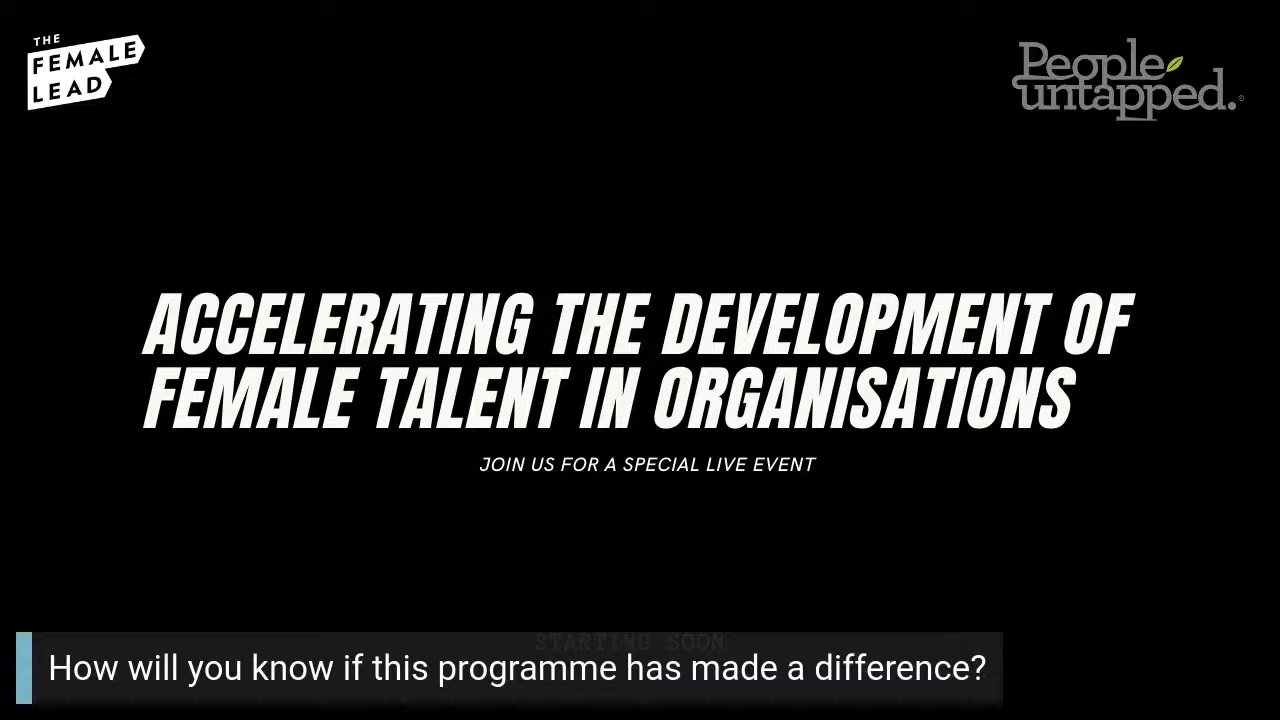 THE
FEMALE
LEAD
People
untapped.
ACCELERATING THE DEVELOPMENT OF
FEMALE TALENT IN ORGANISATIONS
JOIN US FOR A SPECIAL LIVE EVENT
STARTING SOON
How will you know if this programme has made a difference?